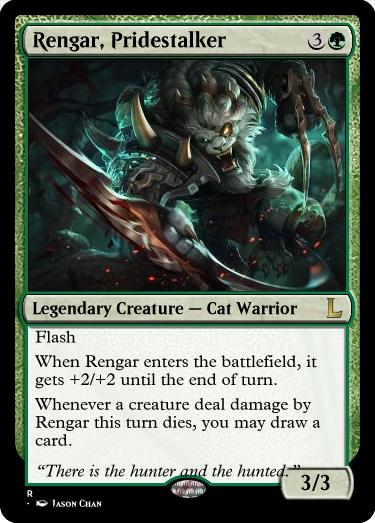 Rengar, Pridestalker 3
Legendary Creature — Cat Warrior L
Flash
When Rengar enters the battlefield, it
gets +2/+2 until the end of turn.
Whenever a creature deal damage by
Rengar this turn dies, you may draw a
card.
“There is the hunter and the hunted.”
3/3
R
· Jason Chan